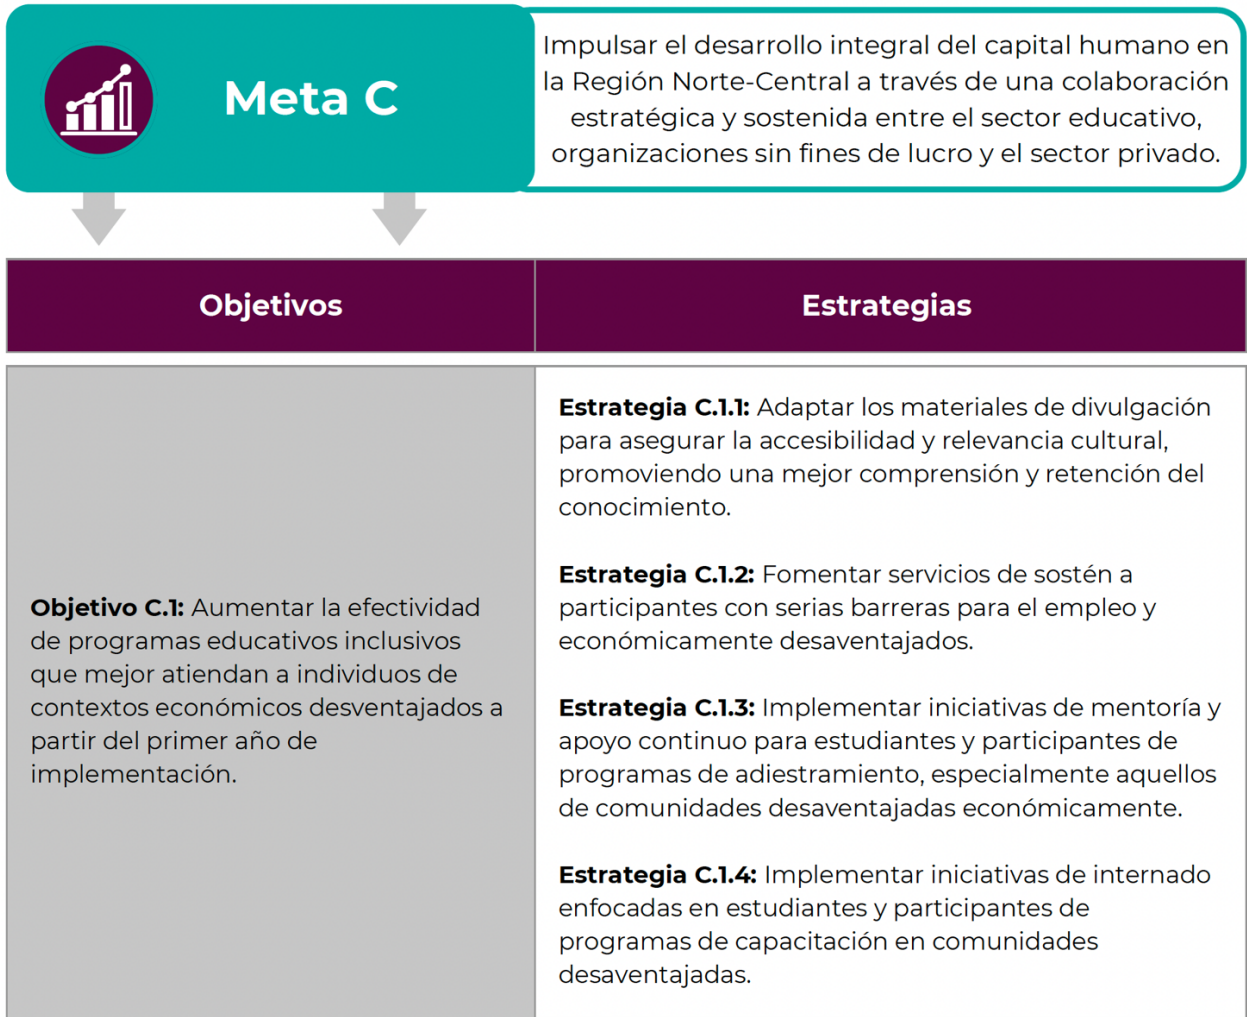 Meta C
Impulsar el desarrollo integral del capital humano en
la Región Norte-Central a través de una colaboración
estratégica y sostenida entre el sector educativo,
organizaciones sin fines de lucro y el sector privado.
Objetivos
Estrategias
Objetivo C.1: Aumentar la efectividad
de programas educativos inclusivos
que mejor atiendan a individuos de
contextos económicos desventajados a
partir del primer año de
implementación.
Estrategia C.1.1: Adaptar los materiales de divulgación
para asegurar la accesibilidad y relevancia cultural,
promoviendo una mejor comprensión y retención del
conocimiento.
Estrategia C.1.2: Fomentar servicios de sostén a
participantes con serias barreras para el empleo y
económicamente desaventajados.
Estrategia C.1.3: Implementar iniciativas de mentoría y
apoyo continuo para estudiantes y participantes de
programas de adiestramiento, especialmente aquellos
de comunidades desaventajadas económicamente.
Estrategia C.1.4: Implementar iniciativas de internado
enfocadas en estudiantes y participantes de
programas de capacitación en comunidades
desaventajadas.